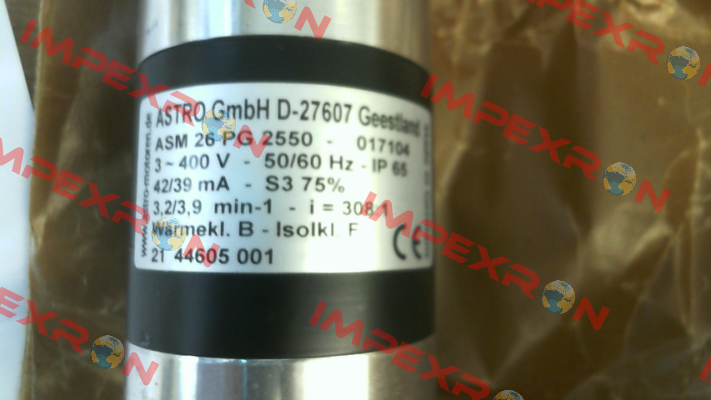 ASTRO GmbH D-27607 Geestland
ASM 26 PG 2550 - 017104
3~400 V - 50/60 Hz - IP 65
42/39 mA - S3 75%
3,2/3,9 min-1 - i = 308
Wärmekl. B - Isolkl. F
21 44605 001
CE
IMPEXRON
IMPEXRON
IMPEXRON
IMPEXRON
IMPEXRON
IMPEXRON